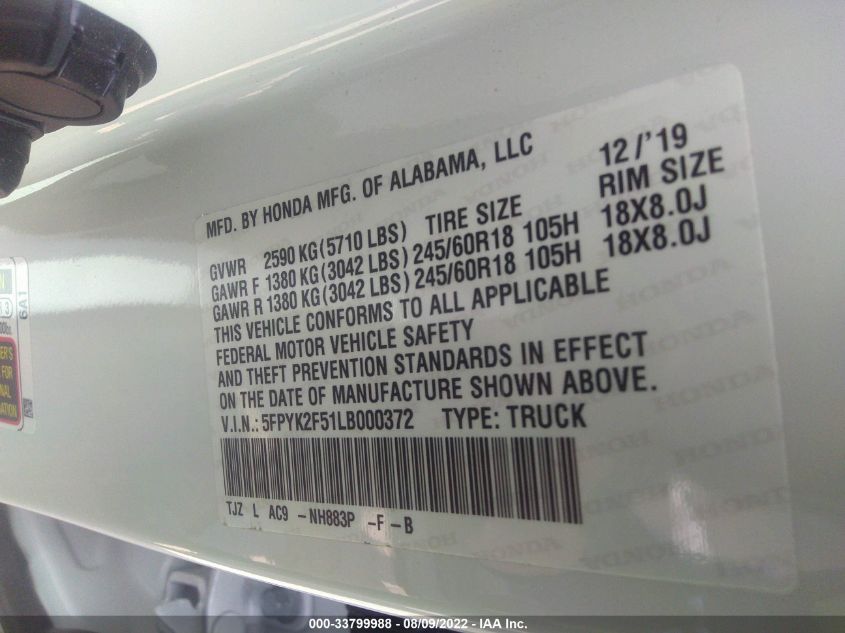 MFD. BY HONDA MFG. OF ALABAMA, LLC 12/'19
GVWR 2590 KG(5710 LBS) TIRE SIZE RIM SIZE
GAWR F 1380 KG(3042 LBS) 245/60R18 105H 18X8.0J
GAWR R 1380 KG(3042 LBS) 245/60R18 105H 18X8.0J
THIS VEHICLE CONFORMS TO ALL APPLICABLE
FEDERAL MOTOR VEHICLE SAFETY
AND THEFT PREVENTION STANDARDS IN EFFECT
ON THE DATE OF MANUFACTURE SHOWN ABOVE.
V.I.N.: 5FPYK2F51LB000372 TYPE: TRUCK
TJZ L AC9 -NH883P -F -B
6A1
FOR
000-33799988 - 08/09/2022 - IAA Inc.